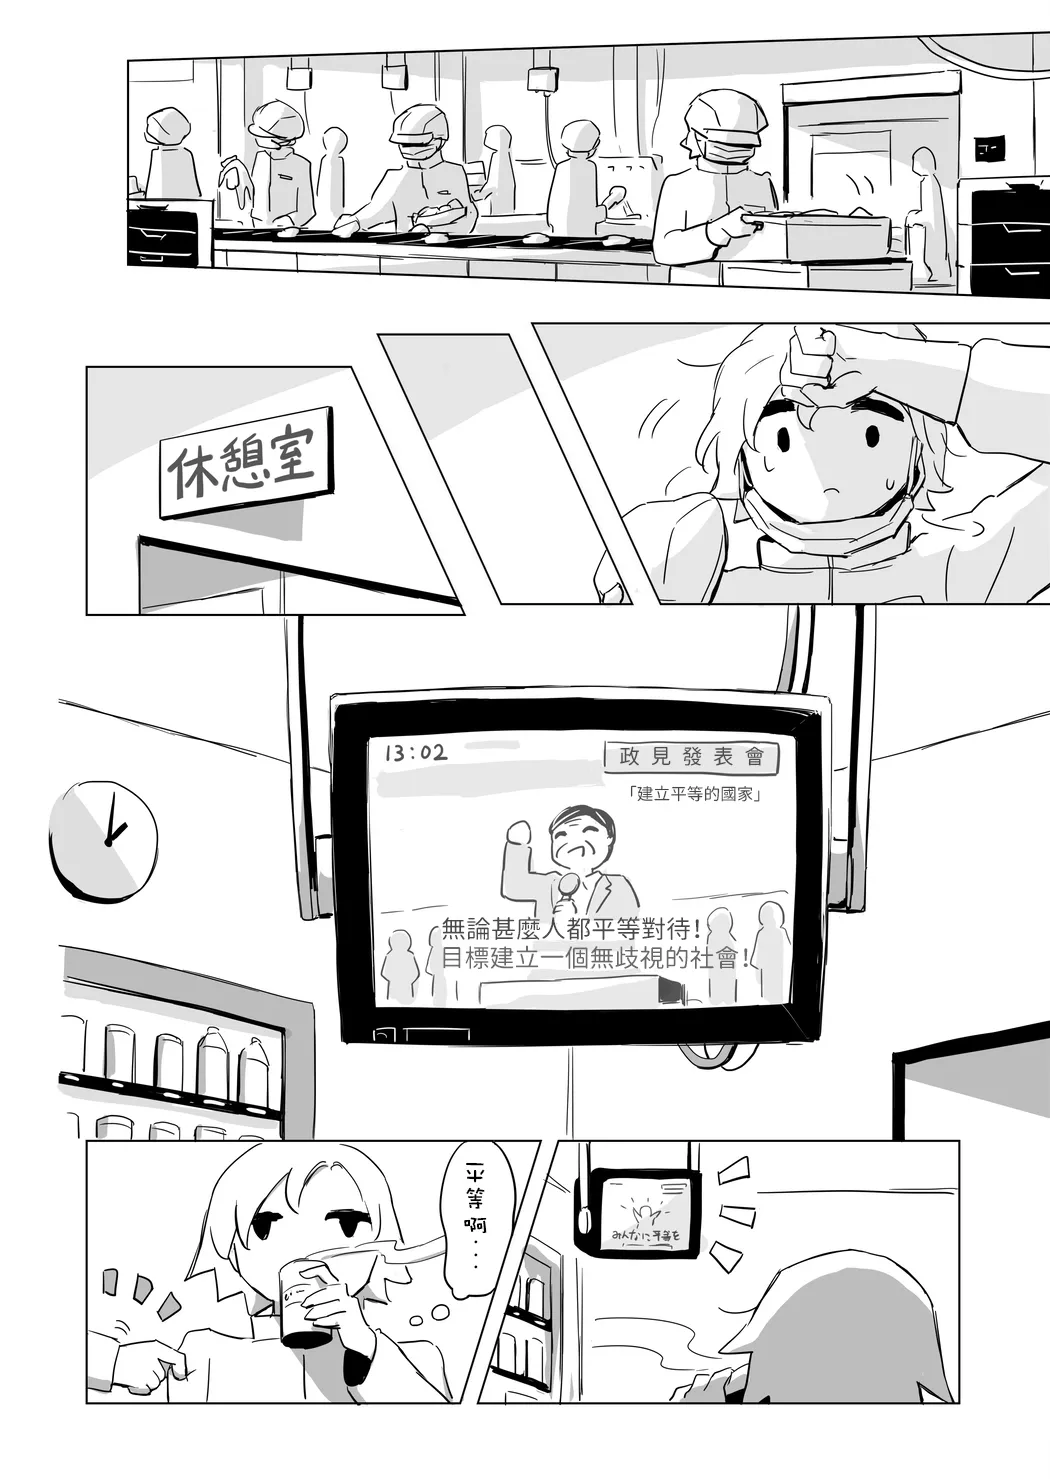 休憩室
13:02
政見發表會
「建立平等的國家」
無論甚麼人都平等對待！
目標建立一個無歧視的社會！
平等啊...
みんなに平等を